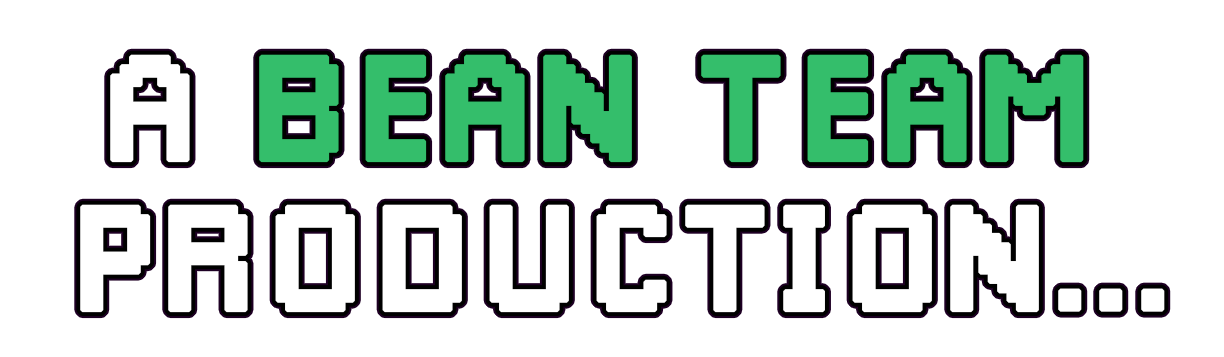 A BEAN TEAM
PRODUCTION...